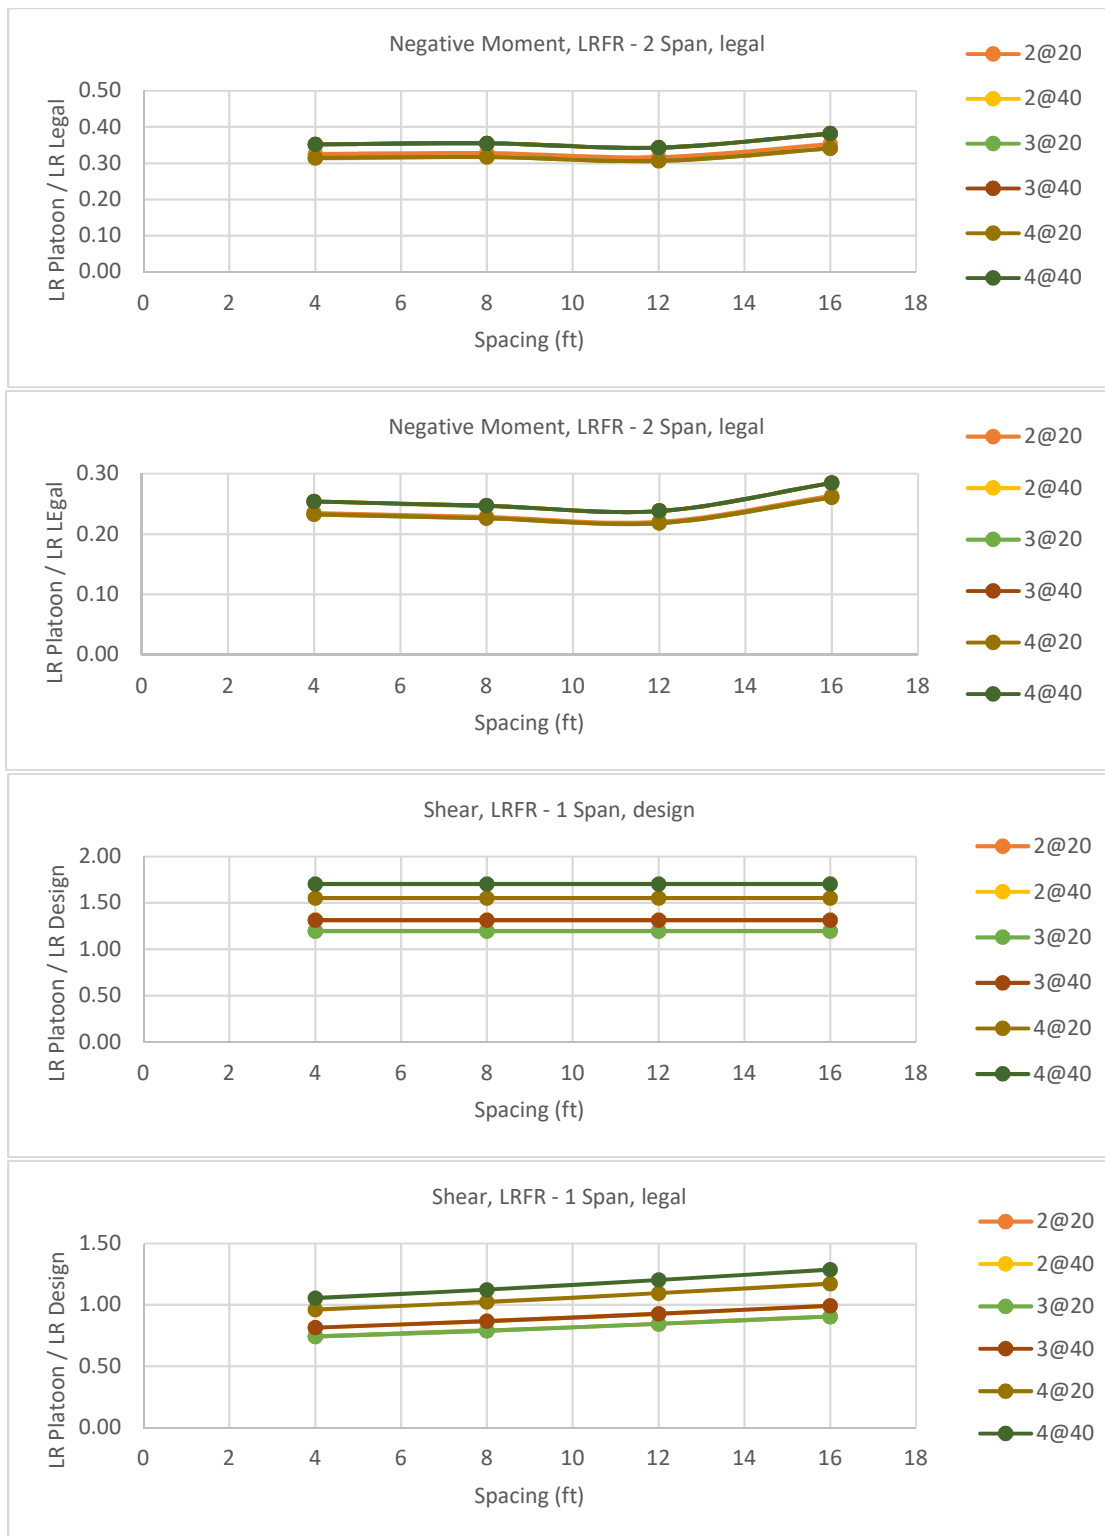 Negative Moment, LRFR - 2 Span, legal
LR Platoon / LR Legal
0.50
0.40
0.30
0.20
0.10
0.00
0 2 4 6 8 10 12 14 16 18
Spacing (ft)
2@20
2@40
3@20
3@40
4@20
4@40
Negative Moment, LRFR - 2 Span, legal
LR Platoon / LR LEgal
0.30
0.20
0.10
0.00
0 2 4 6 8 10 12 14 16 18
Spacing (ft)
2@20
2@40
3@20
3@40
4@20
4@40
Shear, LRFR - 1 Span, design
LR Platoon / LR Design
2.00
1.50
1.00
0.50
0.00
0 2 4 6 8 10 12 14 16 18
Spacing (ft)
2@20
2@40
3@20
3@40
4@20
4@40
Shear, LRFR - 1 Span, legal
LR Platoon / LR Design
1.50
1.00
0.50
0.00
0 2 4 6 8 10 12 14 16 18
Spacing (ft)
2@20
2@40
3@20
3@40
4@20
4@40